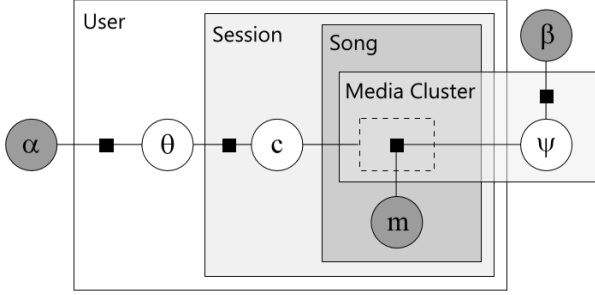 User
Session
Song
Media Cluster
β
α
θ
c
ψ
m